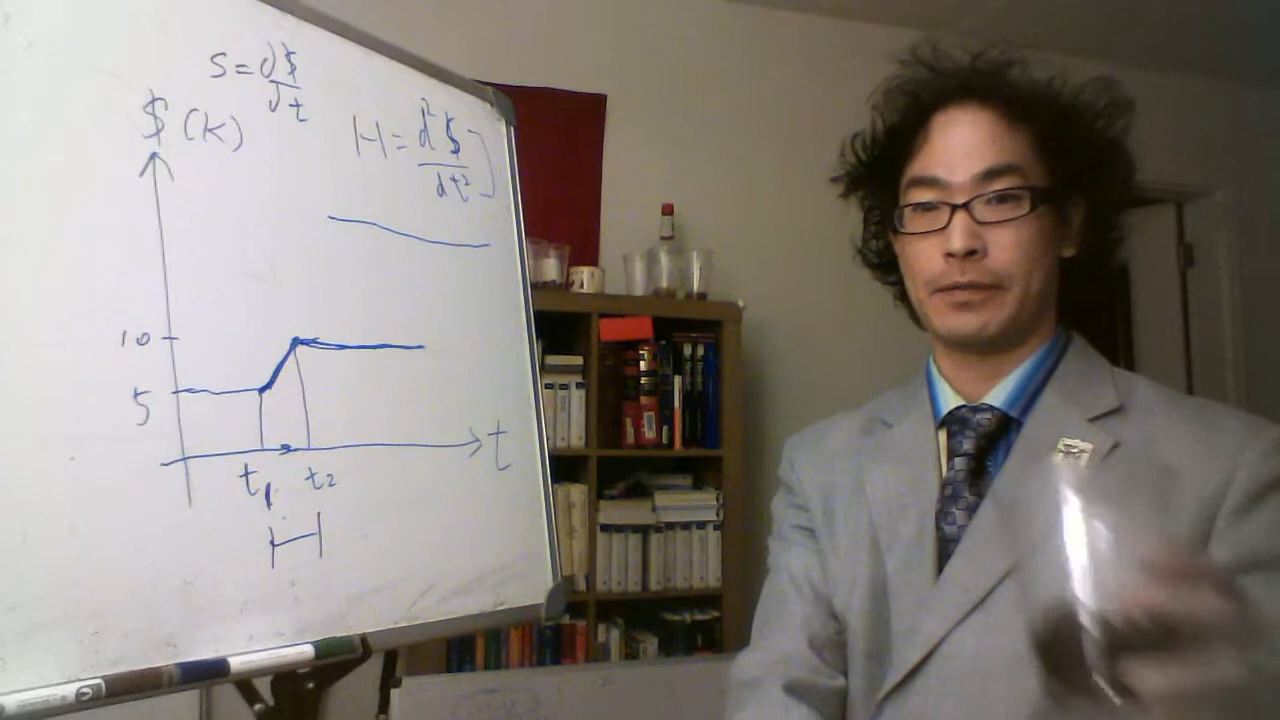 S = d$/dt
$ (K)
H = d²$/dt²
10
5
t
t₁ t₂